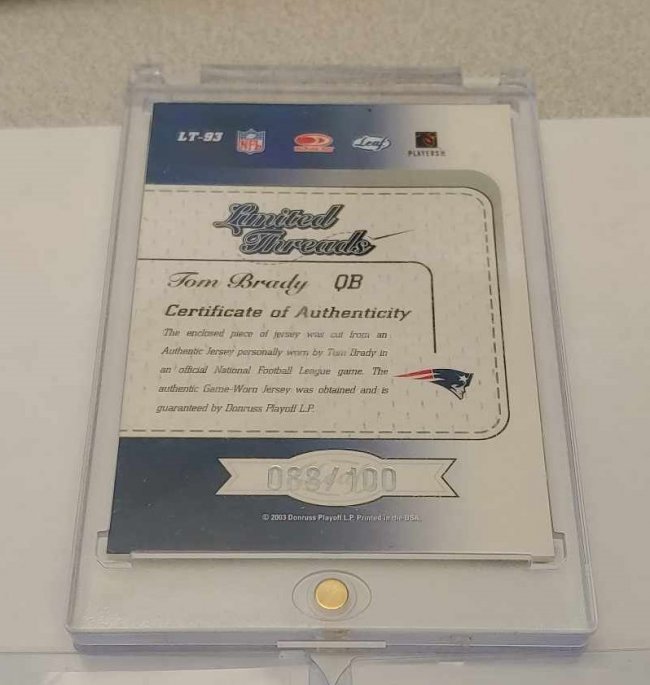 LT-93 NFL Leaf PLAYERS
Limited
Threads
Tom Brady QB
Certificate of Authenticity
The enclosed piece of jersey was cut from an
Authentic Jersey personally worn by Tom Brady in
an official National Football League game. The
authentic Game-Worn Jersey was obtained and is
guaranteed by Donruss Playoff L.P.
083/100
© 2003 Donruss Playoff L.P. Printed in the USA.